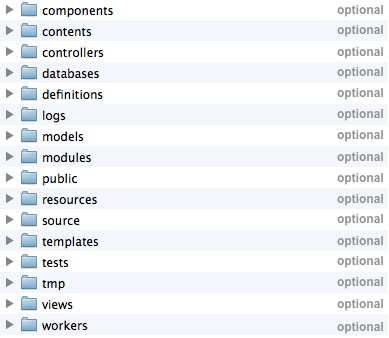 components optional
contents optional
controllers optional
databases optional
definitions optional
logs optional
models optional
modules optional
public optional
resources optional
source optional
templates optional
tests optional
tmp optional
views optional
workers optional